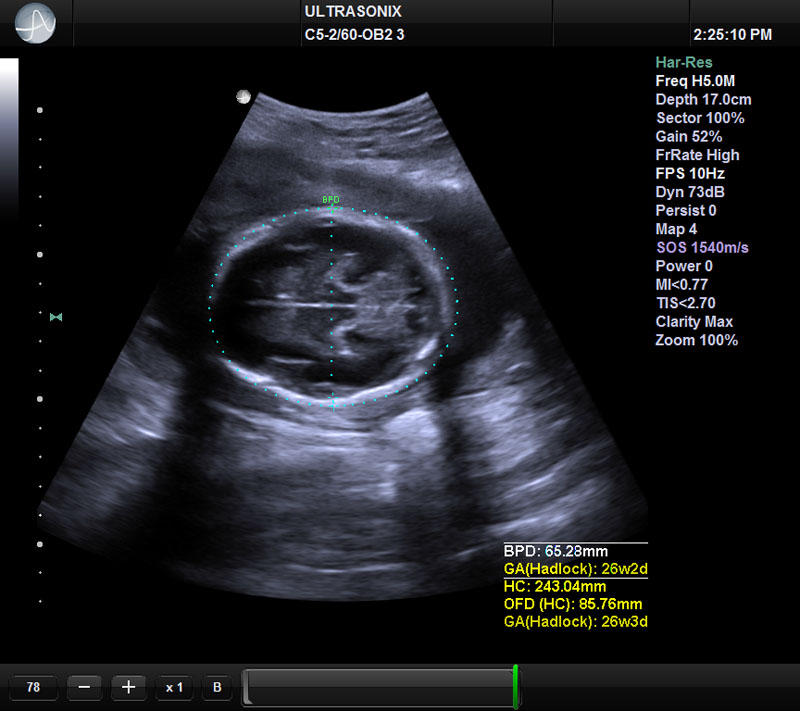 ULTRASONIX
C5-2/60-OB2 3
2:25:10 PM
Har-Res
Freq H5.0M
Depth 17.0cm
Sector 100%
Gain 52%
FrRate High
FPS 10Hz
Dyn 73dB
Persist 0
Map 4
SOS 1540m/s
Power 0
MI<0.77
TIS<2.70
Clarity Max
Zoom 100%
BPD
BPD: 65.28mm
GA(Hadlock): 26w2d
HC: 243.04mm
OFD (HC): 85.76mm
GA(Hadlock): 26w3d
78 − + x 1 B